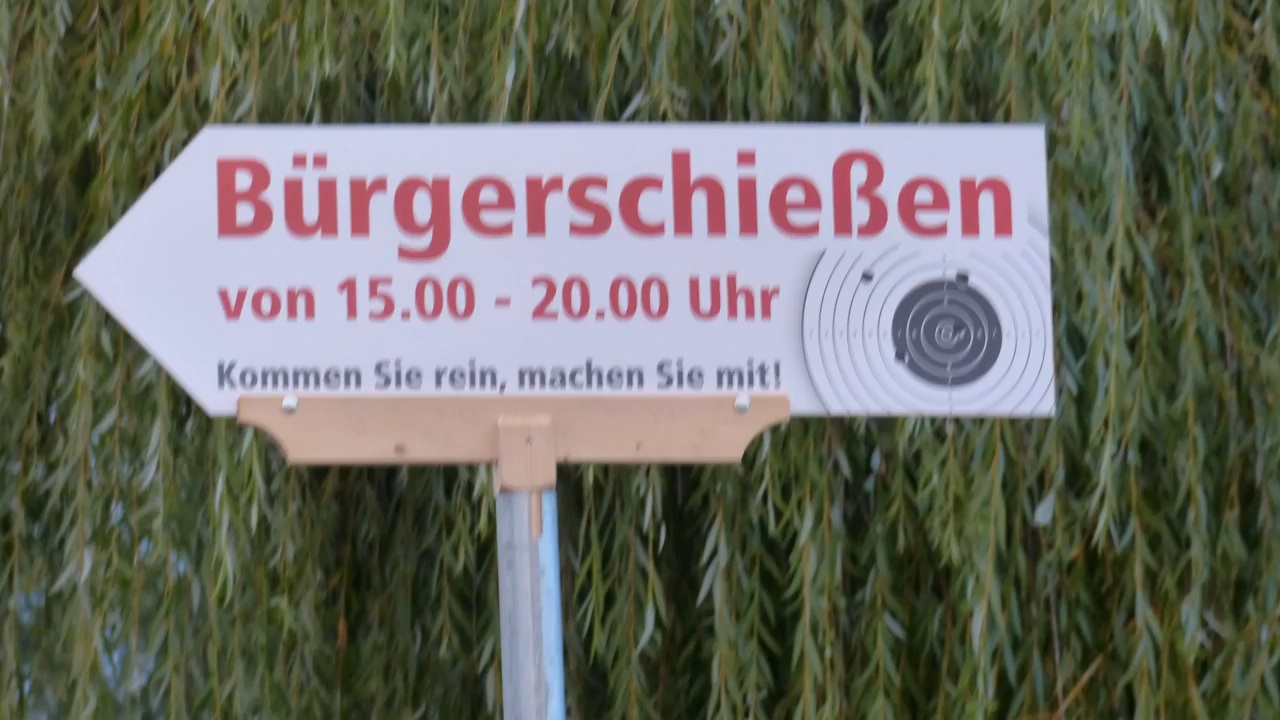 Bürgerschießen
von 15.00 - 20.00 Uhr
Kommen Sie rein, machen Sie mit!